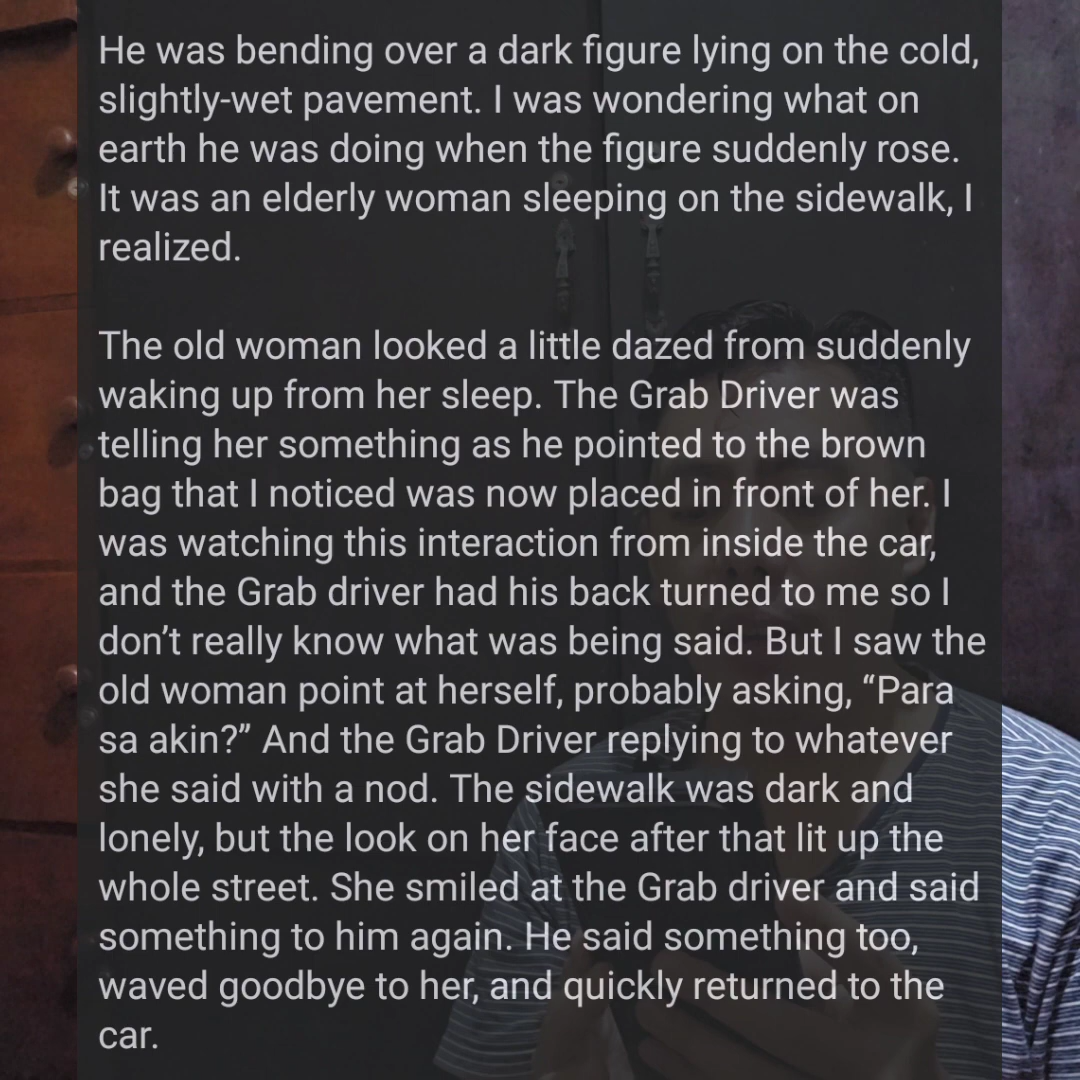 He was bending over a dark figure lying on the cold,
slightly-wet pavement. I was wondering what on
earth he was doing when the figure suddenly rose.
It was an elderly woman sleeping on the sidewalk, I
realized.
The old woman looked a little dazed from suddenly
waking up from her sleep. The Grab Driver was
telling her something as he pointed to the brown
bag that I noticed was now placed in front of her. I
was watching this interaction from inside the car,
and the Grab driver had his back turned to me so I
don’t really know what was being said. But I saw the
old woman point at herself, probably asking, “Para
sa akin?” And the Grab Driver replying to whatever
she said with a nod. The sidewalk was dark and
lonely, but the look on her face after that lit up the
whole street. She smiled at the Grab driver and said
something to him again. He said something too,
waved goodbye to her, and quickly returned to the
car.